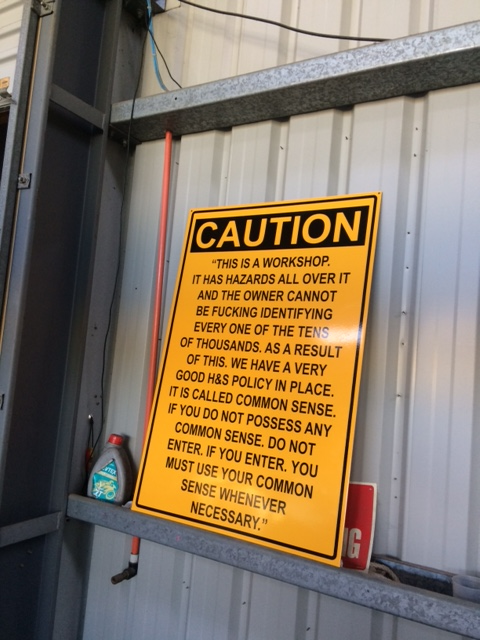 CAUTION
"THIS IS A WORKSHOP.
IT HAS HAZARDS ALL OVER IT
AND THE OWNER CANNOT
BE FUCKING IDENTIFYING
EVERY ONE OF THE TENS
OF THOUSANDS. AS A RESULT
OF THIS. WE HAVE A VERY
GOOD H&S POLICY IN PLACE.
IT IS CALLED COMMON SENSE.
IF YOU DO NOT POSSESS ANY
COMMON SENSE. DO NOT
ENTER. IF YOU ENTER. YOU
MUST USE YOUR COMMON
SENSE WHENEVER
NECESSARY."
G